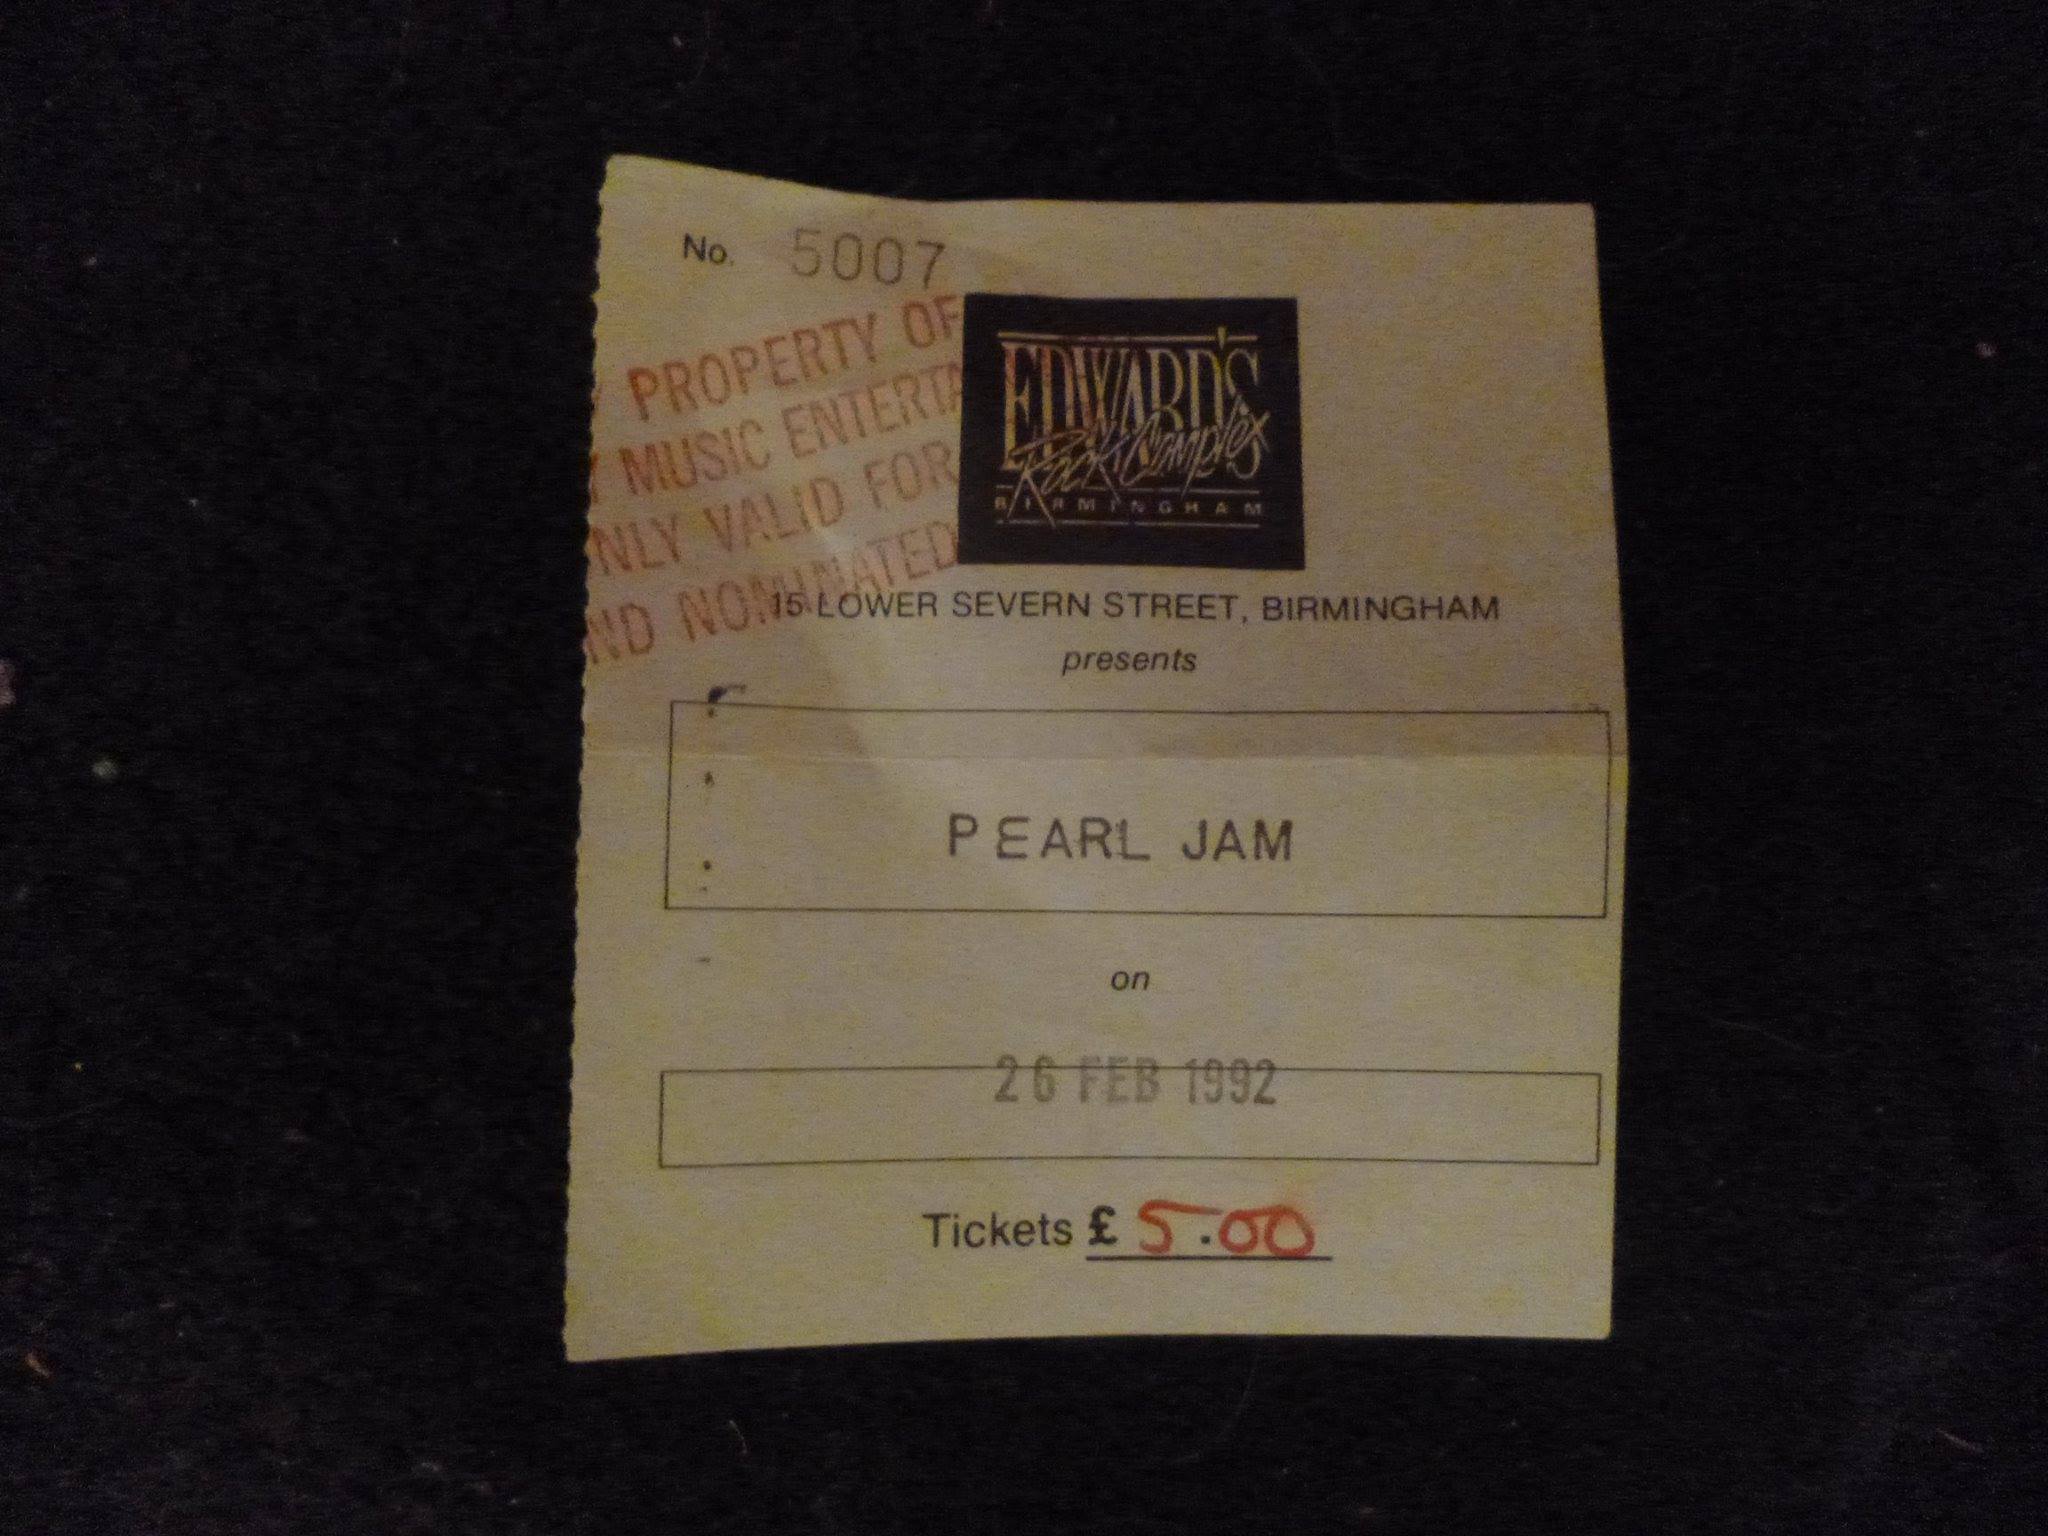 No. 5007
PROPERTY OF
MUSIC ENTERTA
NLY VALID FOR
ND NOMINATED
EDWARD'S
Rock Complex
BIRMINGHAM
15 LOWER SEVERN STREET, BIRMINGHAM
presents
PEARL JAM
on
26 FEB 1992
Tickets £ 5.00